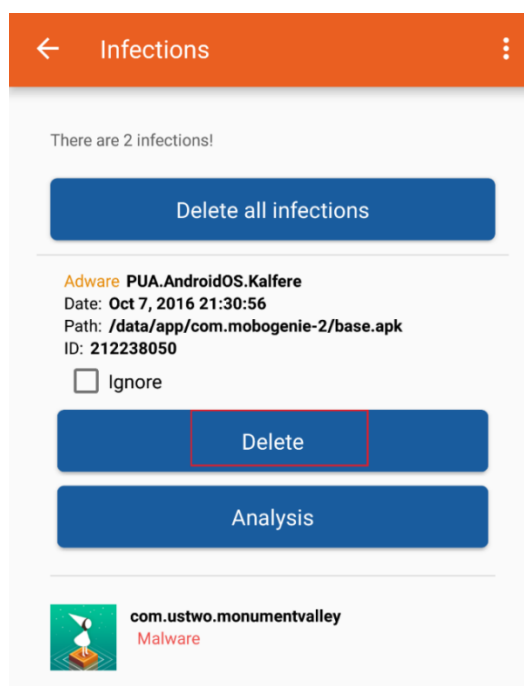 Infections
There are 2 infections!
Delete all infections
Adware PUA.AndroidOS.Kalfere
Date: Oct 7, 2016 21:30:56
Path: /data/app/com.mobogenie-2/base.apk
ID: 212238050
Ignore
Delete
Analysis
com.ustwo.monumentvalley
Malware